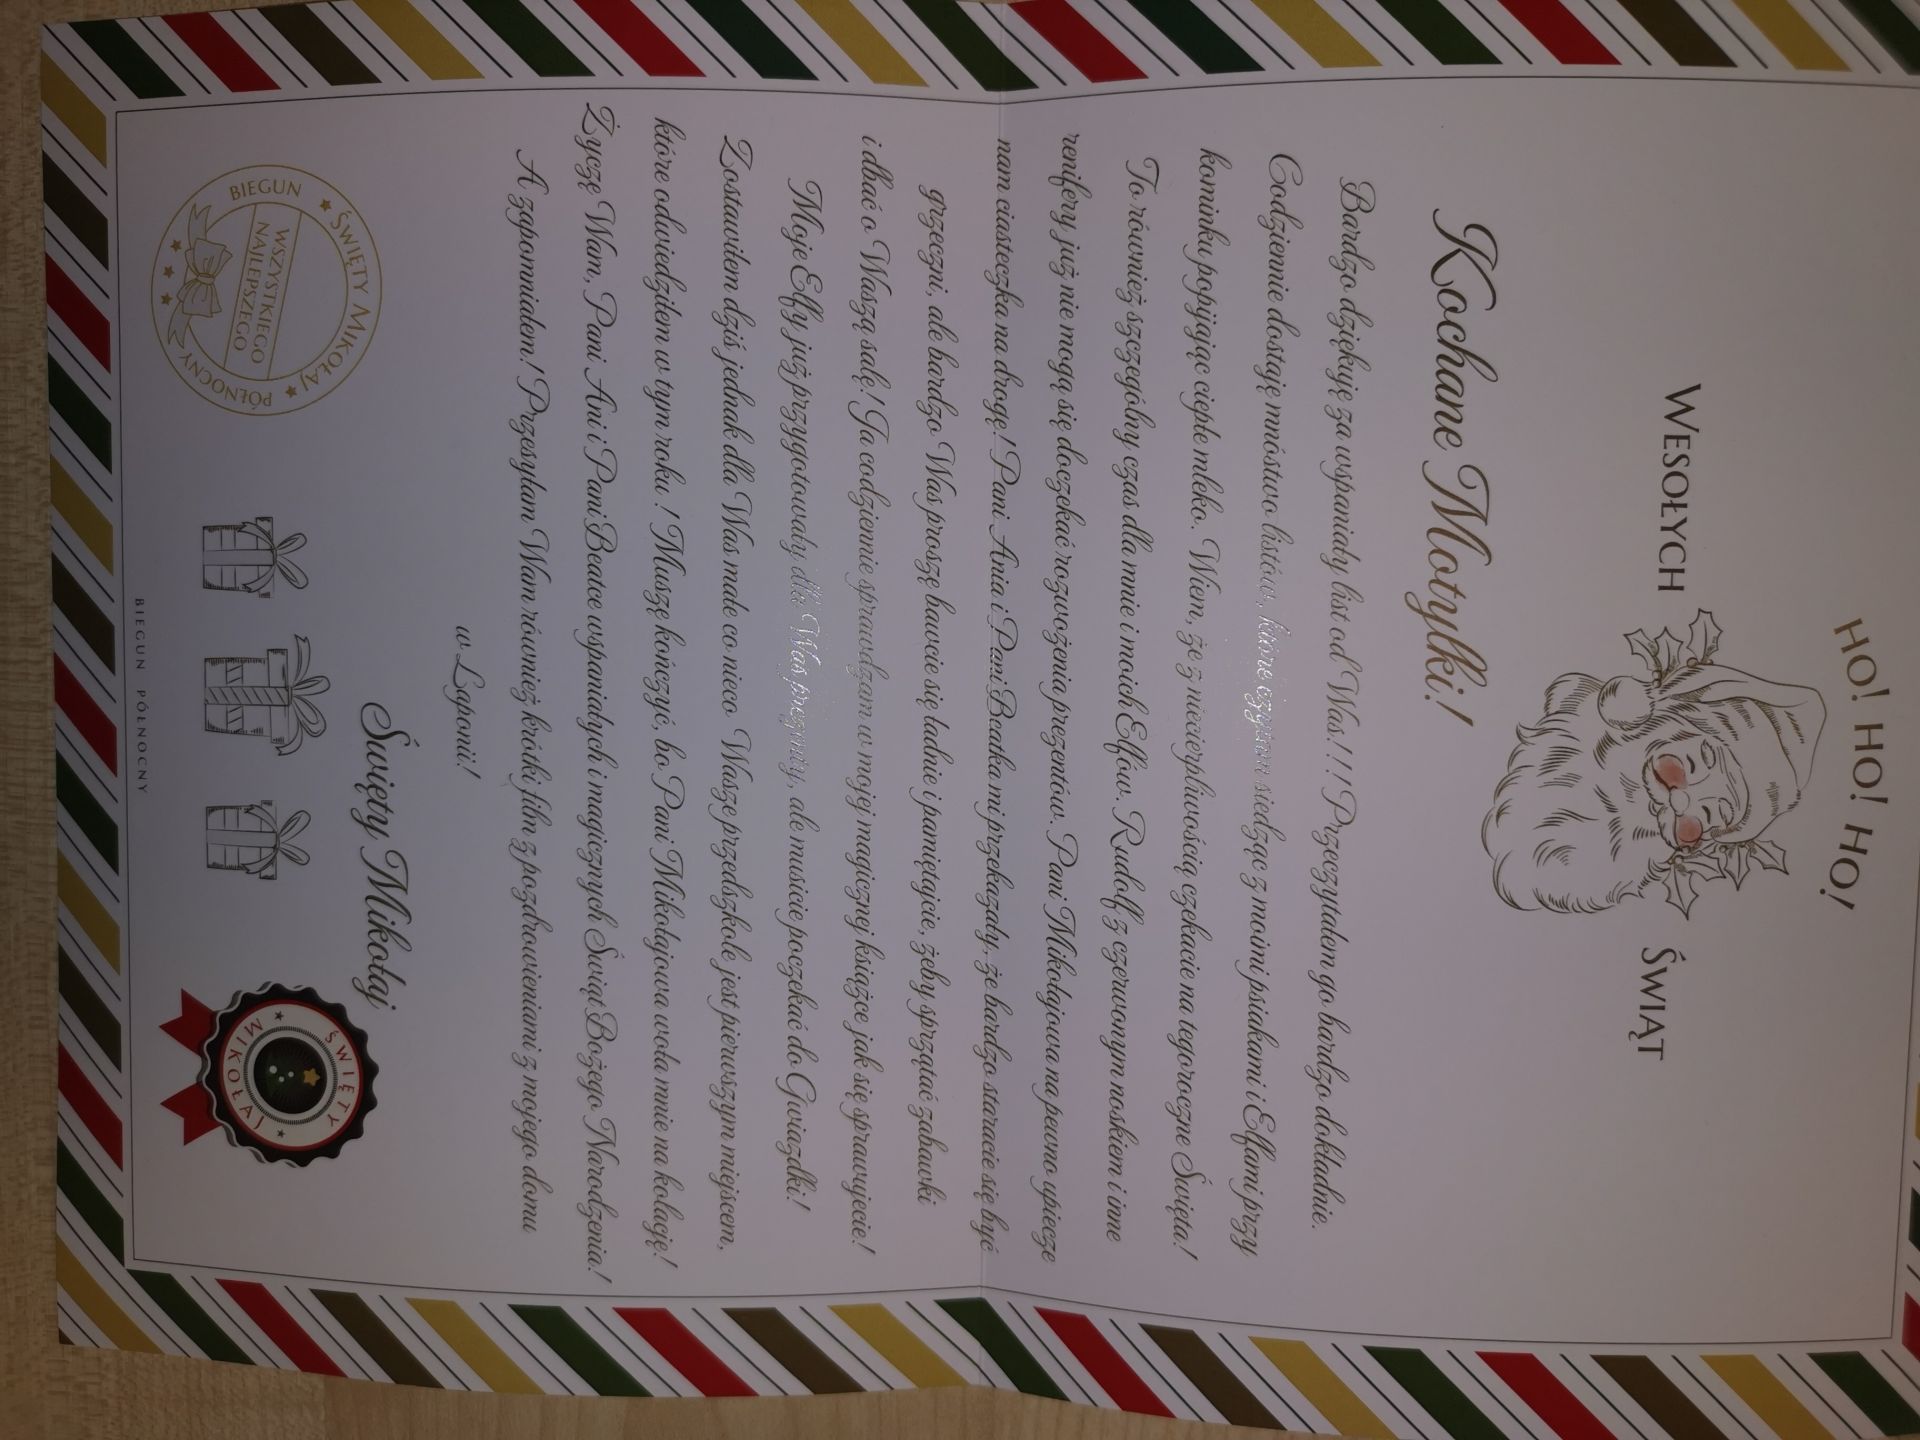 HO! HO! HO!
WESOŁYCH ŚWIĄT
Kochane Motylki!
Bardzo dziękuję za wspaniały list od Was!!! Przeczytałem go bardzo dokładnie.
Codziennie dostaję mnóstwo listów, które czytam siedząc z moimi psiakami i Elfami przy
kominku popijając ciepłe mleko. Wiem, że z niecierpliwością czekacie na tegoroczne Święta!
To również szczególny czas dla mnie i moich Elfów. Rudolf z czerwonym noskiem i inne
renifery już nie mogą się doczekać rozwożenia prezentów. Pani Mikołajowa na pewno upiecze
nam ciasteczka na drogę! Pani Ania i Pani Beatka mi przekazały, że bardzo staracie się być
grzeczni, ale bardzo Was proszę bawcie się ładnie i pamiętajcie, żeby sprzątać zabawki
i dbać o Waszą salę! Ja codziennie sprawdzam w mojej magicznej książce jak się sprawujecie!
Moje Elfy już przygotowały dla Was prezenty, ale musicie poczekać do Gwiazdki!
Zostawiłem dziś jednak dla Was małe co nieco Wasze przedszkole jest pierwszym miejscem,
które odwiedziłem w tym roku! Muszę kończyć, bo Pani Mikołajowa woła mnie na kolację!
Życzę Wam, Pani Ani i Pani Beatce wspaniałych i magicznych Świąt Bożego Narodzenia!
A zapomniałem! Przesyłam Wam również krótki film z pozdrowieniami z mojego domu
w Laponii!
Święty Mikołaj
ŚWIĘTY MIKOŁAJ
BIEGUN PÓŁNOCNY
WSZYSTKIEGO
NAJLEPSZEGO
ŚWIĘTY
MIKOŁAJ
BIEGUN PÓŁNOCNY